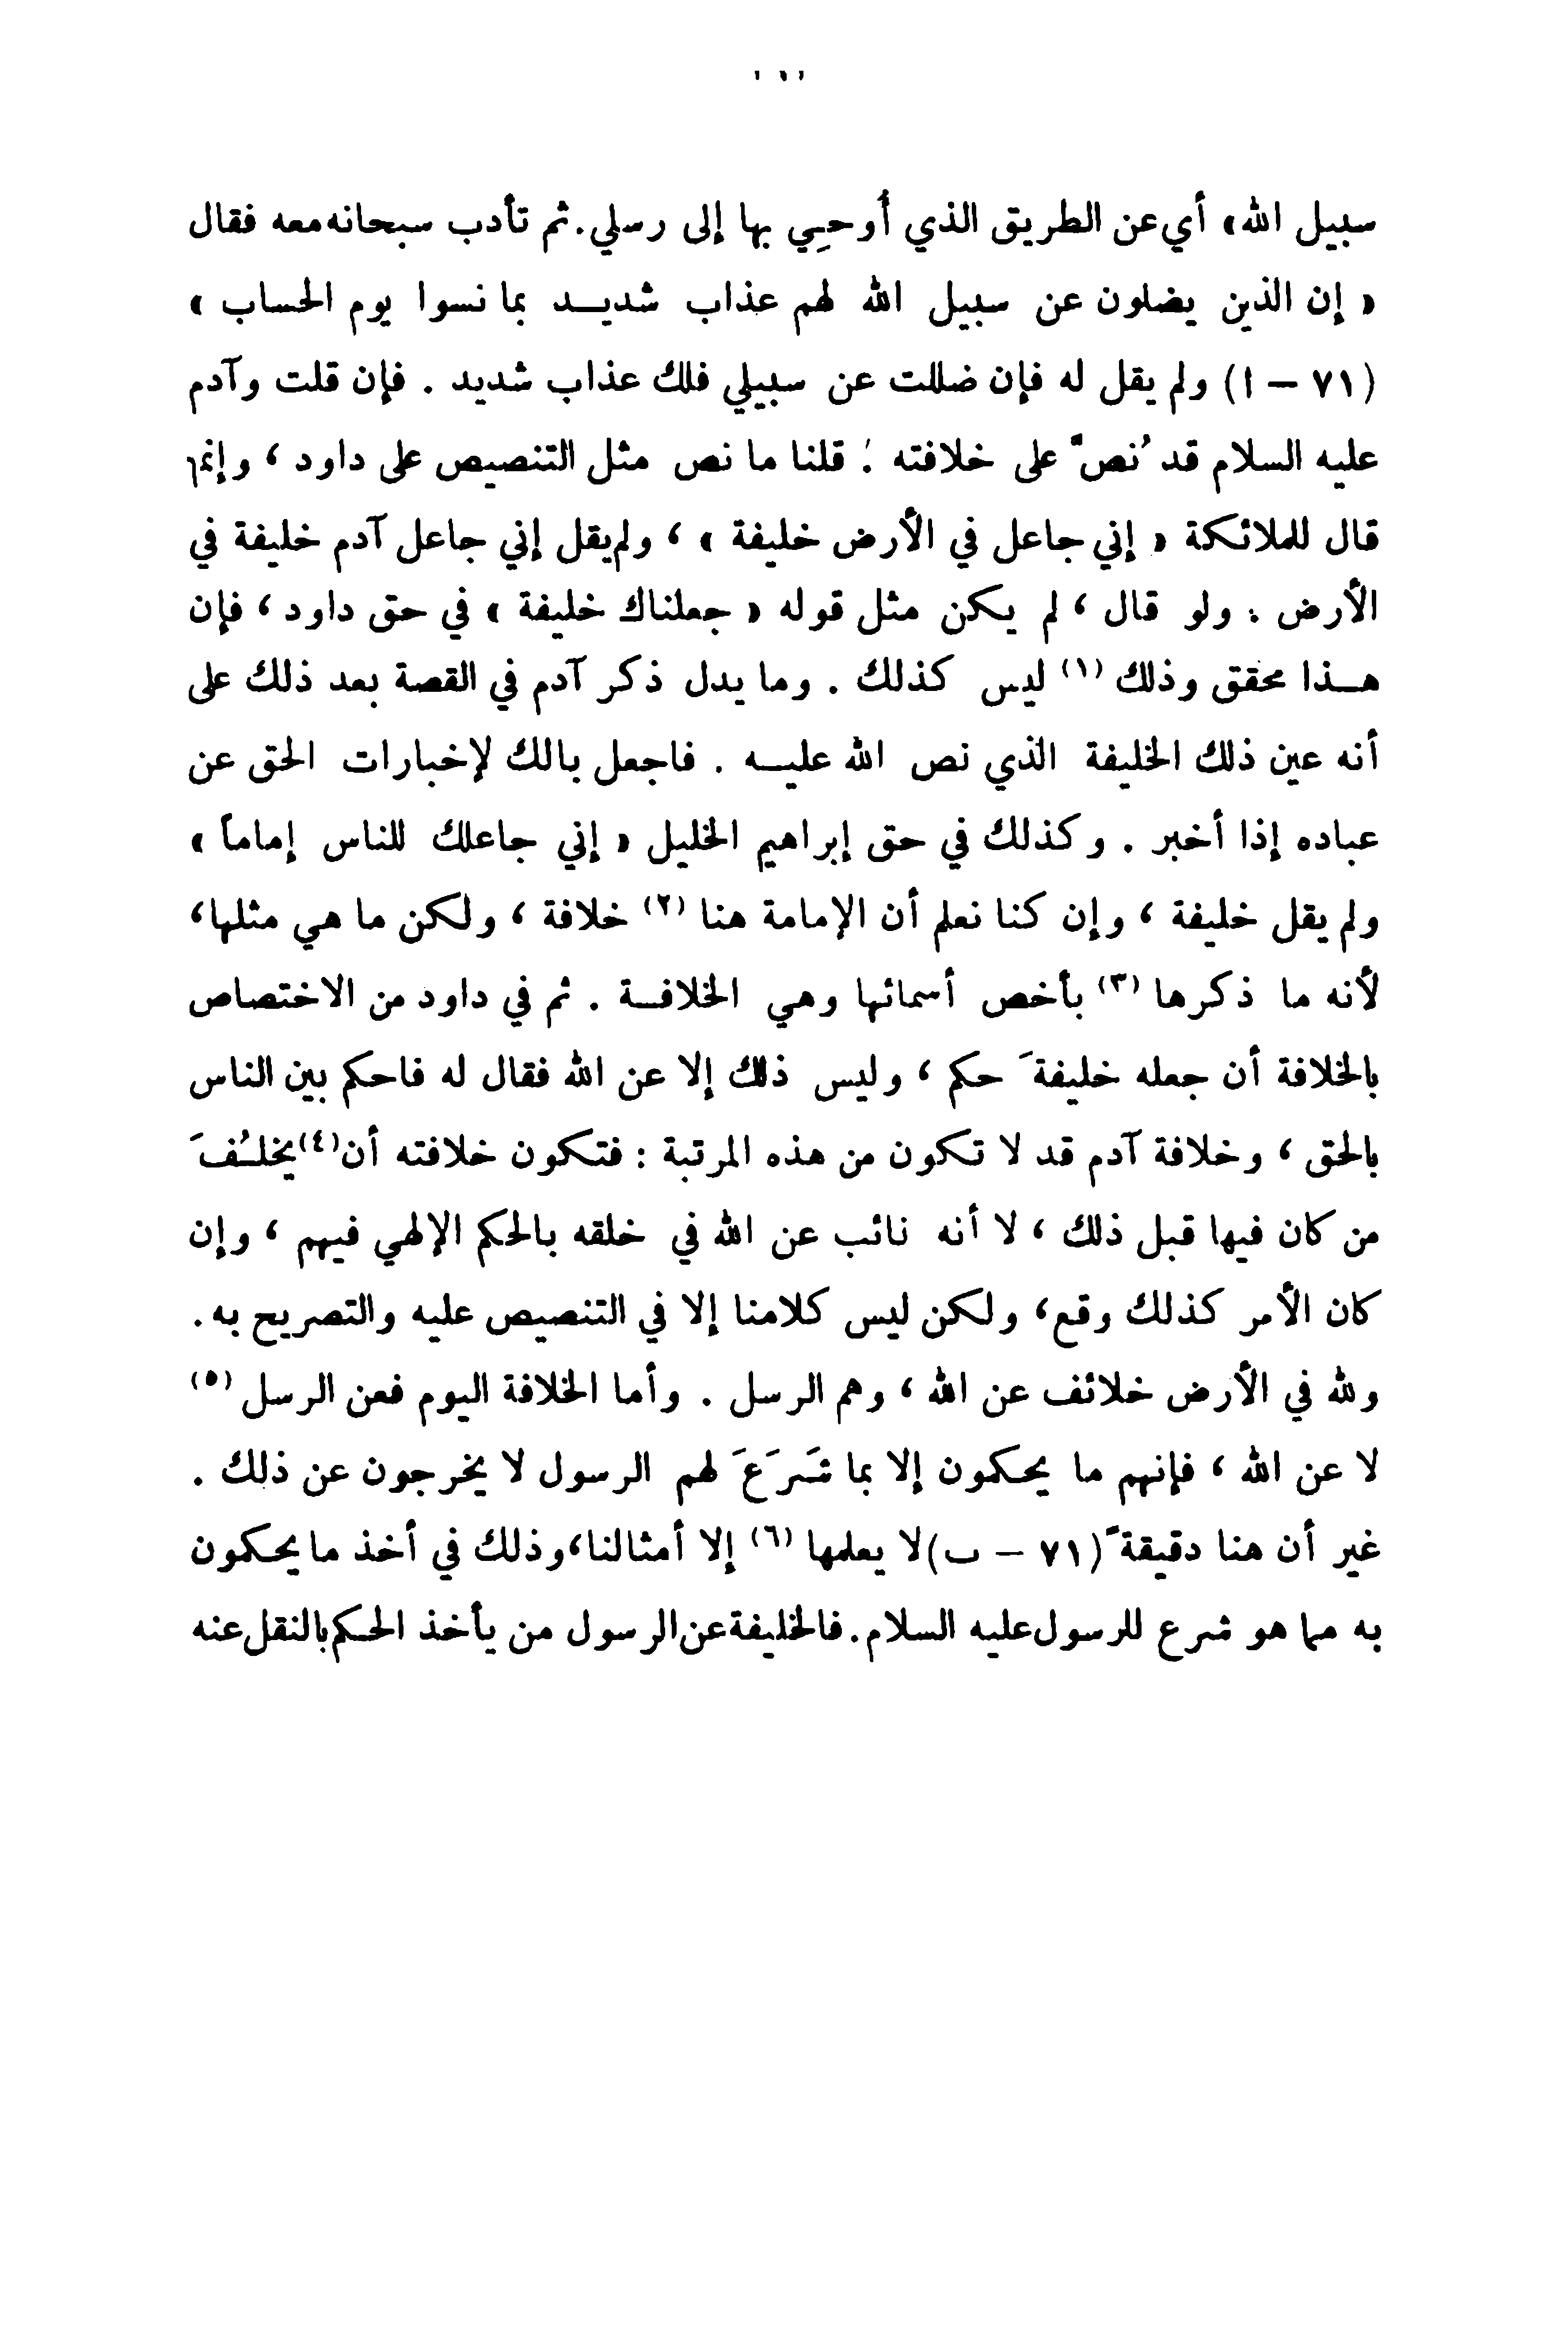 سبيل الله» أي عن الطريق الذي أُوحِي بها إلى رسلي. ثم تأدب سبحانه معه فقال
« إن الذين يضلون عن سبيل الله لهم عذاب شديد بما نسوا يوم الحساب »
(٧١ – ا) ولم يقل له فإن ضللت عن سبيلي فلك عذاب شديد . فإن قلت وآدم
عليه السلام قد نُصَّ على خلافته ؛ قلنا ما نص مثل التنصيص على داود ، وإنما
قال للملائكة « إني جاعل في الأرض خليفة » ، ولم يقل إني جاعل آدم خليفة في
الأرض . ولو قال ، لم يكن مثل قوله « جعلناك خليفة » في حق داود ، فإن
هذا محقق وذلك (١) ليس كذلك . وما يدل ذكر آدم في القصة بعد ذلك على
أنه عين ذلك الخليفة الذي نص الله عليه . فاجعل بالك لإخبارات الحق عن
عباده إذا أخبر . وكذلك في حق إبراهيم الخليل « إني جاعلك للناس إماماً »
ولم يقل خليفة ، وإن كنا نعلم أن الإمامة هنا (٢) خلافة ، ولكن ما هي مثلها،
لأنه ما ذكرها (٣) بأخص أسمائها وهي الخلافة . ثم في داود من الاختصاص
بالخلافة أن جعله خليفةَ حكم ، وليس ذلك إلا عن الله فقال له فاحكم بين الناس
بالحق ، وخلافة آدم قد لا تكون من هذه المرتبة : فتكون خلافته أن (٤) يخلُفَ
من كان فيها قبل ذلك ، لا أنه نائب عن الله في خلقه بالحكم الإلهي فيهم ، وإن
كان الأمر كذلك وقع، ولكن ليس كلامنا إلا في التنصيص عليه والتصريح به.
ولله في الأرض خلائف عن الله ، وهم الرسل . وأما الخلافة اليوم فعن الرسل (٥)
لا عن الله ، فإنهم ما يحكمون إلا بما شَرَعَ لهم الرسول لا يخرجون عن ذلك .
غير أن هنا دقيقةً (٧١ – ب) لا يعلمها (٦) إلا أمثالنا، وذلك في أخذ ما يحكمون
به مما هو شرع للرسول عليه السلام. فالخليفة عن الرسول من يأخذ الحكم بالنقل عنه